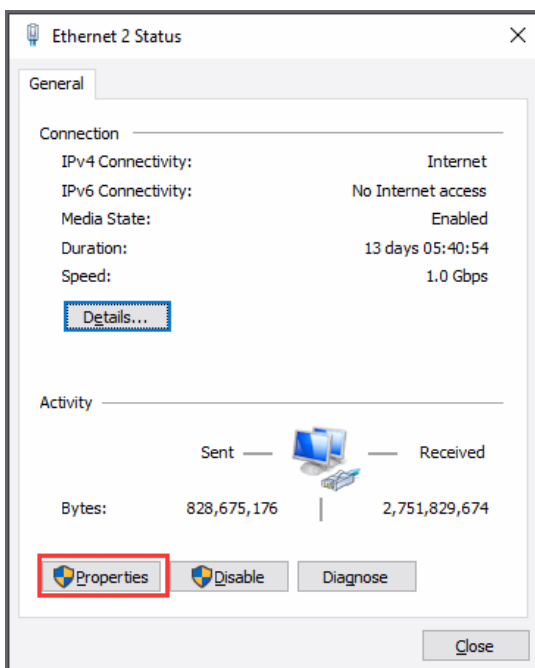 Ethernet 2 Status
General
Connection
IPv4 Connectivity: Internet
IPv6 Connectivity: No Internet access
Media State: Enabled
Duration: 13 days 05:40:54
Speed: 1.0 Gbps
Details...
Activity
Sent Received
Bytes: 828,675,176 2,751,829,674
Properties Disable Diagnose
Close